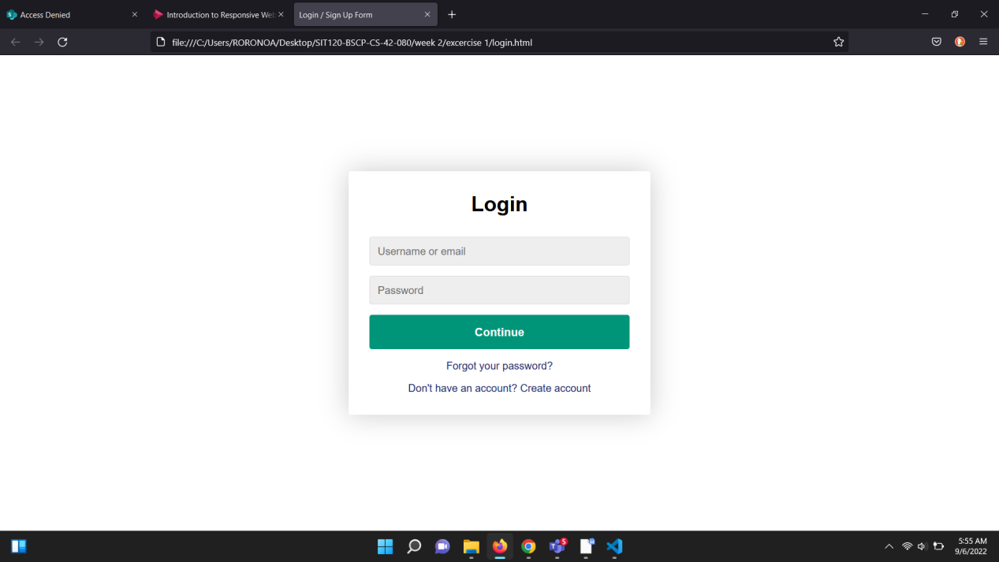 Access Denied
Introduction to Responsive Web
Login / Sign Up Form
file:///C:/Users/RORONOA/Desktop/SIT120-BSCP-CS-42-080/week 2/excercise 1/login.html
Login
Username or email
Password
Continue
Forgot your password?
Don't have an account? Create account
5
5:55 AM
9/6/2022